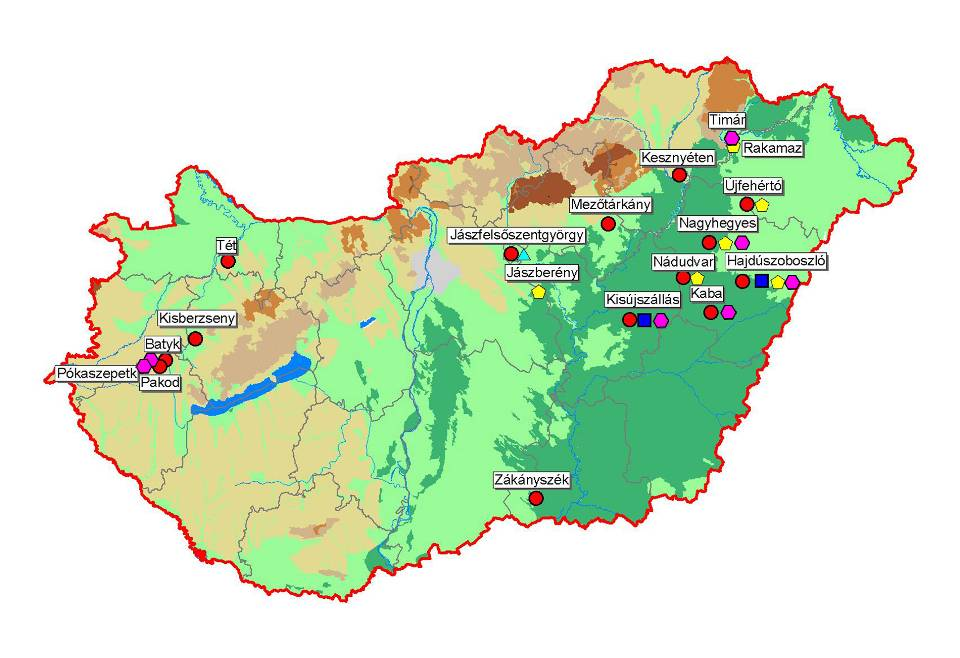 Timár
Rakamaz
Kesznyéten
Újfehértó
Mezőtárkány
Nagyhegyes
Jászfelsőszentgyörgy
Tét
Nádudvar
Hajdúszoboszló
Jászberény
Kaba
Kisújszállás
Kisberzseny
Batyk
Pókaszepetk
Pakod
Zákányszék